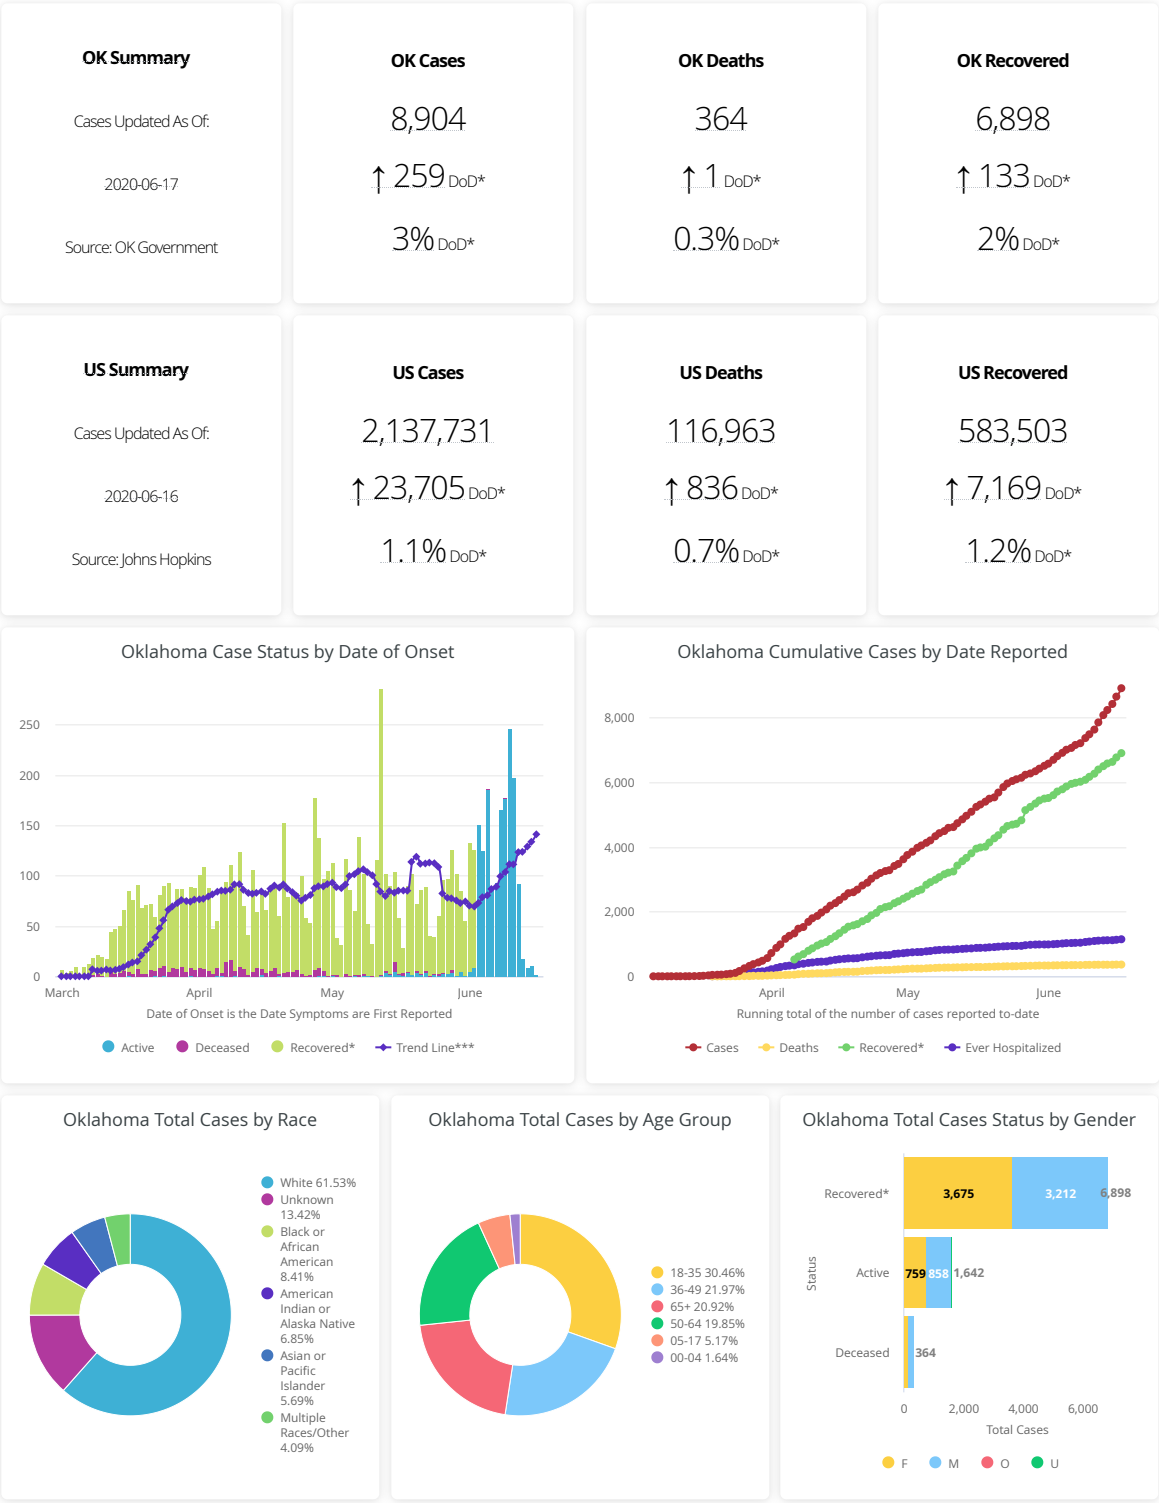 OK Summary
Cases Updated As Of:
2020-06-17
Source: OK Government
OK Cases
8,904
↑ 259 DoD*
3% DoD*
OK Deaths
364
↑ 1 DoD*
0.3% DoD*
OK Recovered
6,898
↑ 133 DoD*
2% DoD*
US Summary
Cases Updated As Of:
2020-06-16
Source: Johns Hopkins
US Cases
2,137,731
↑ 23,705 DoD*
1.1% DoD*
US Deaths
116,963
↑ 836 DoD*
0.7% DoD*
US Recovered
583,503
↑ 7,169 DoD*
1.2% DoD*
Oklahoma Case Status by Date of Onset
250
200
150
100
50
0
March April May June
Date of Onset is the Date Symptoms are First Reported
Active Deceased Recovered* Trend Line***
Oklahoma Cumulative Cases by Date Reported
8,000
6,000
4,000
2,000
0
April May June
Running total of the number of cases reported to-date
Cases Deaths Recovered* Ever Hospitalized
Oklahoma Total Cases by Race
White 61.53%
Unknown
13.42%
Black or
African
American
8.41%
American
Indian or
Alaska Native
6.85%
Asian or
Pacific
Islander
5.69%
Multiple
Races/Other
4.09%
Oklahoma Total Cases by Age Group
18-35 30.46%
36-49 21.97%
65+ 20.92%
50-64 19.85%
05-17 5.17%
00-04 1.64%
Oklahoma Total Cases Status by Gender
Status
Recovered* 3,675 3,212 6,898
Active 759 858 1,642
Deceased 364
0 2,000 4,000 6,000
Total Cases
F M O U